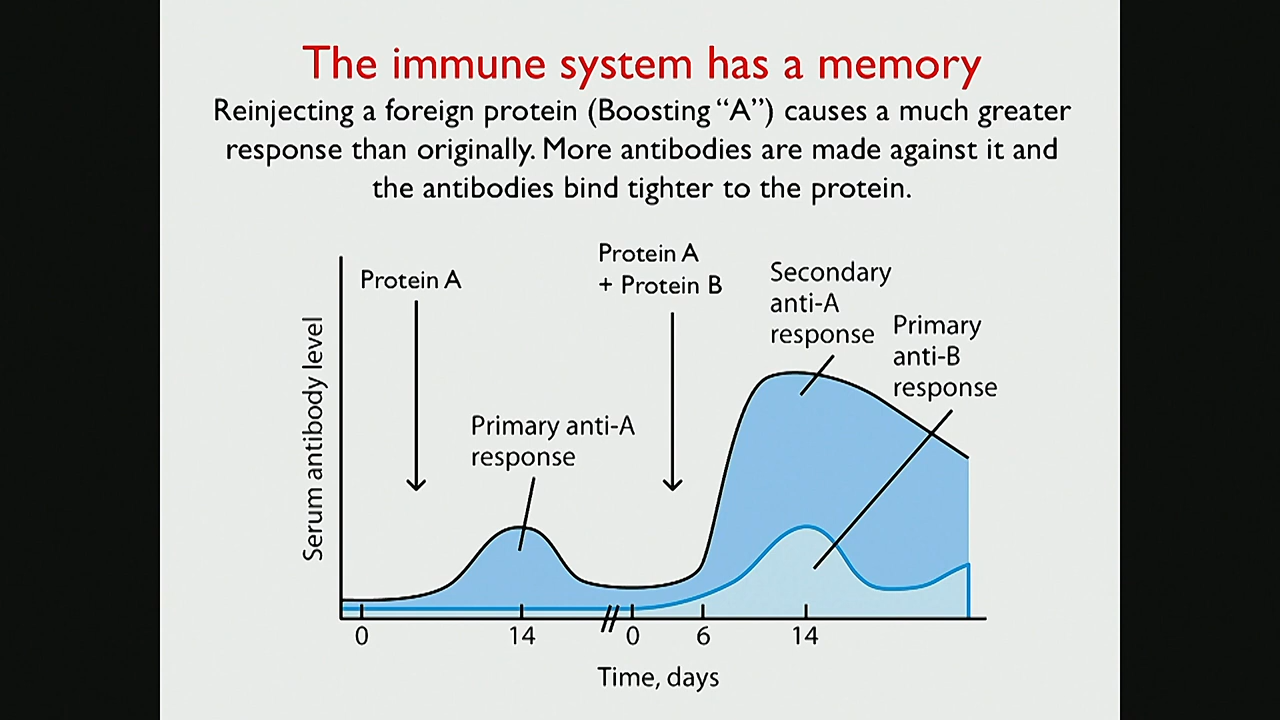 The immune system has a memory
Reinjecting a foreign protein (Boosting “A”) causes a much greater
response than originally. More antibodies are made against it and
the antibodies bind tighter to the protein.
Protein A
Protein A
+ Protein B
Secondary
anti-A
response
Primary
anti-B
response
Primary anti-A
response
Serum antibody level
0
14
0
6
14
Time, days